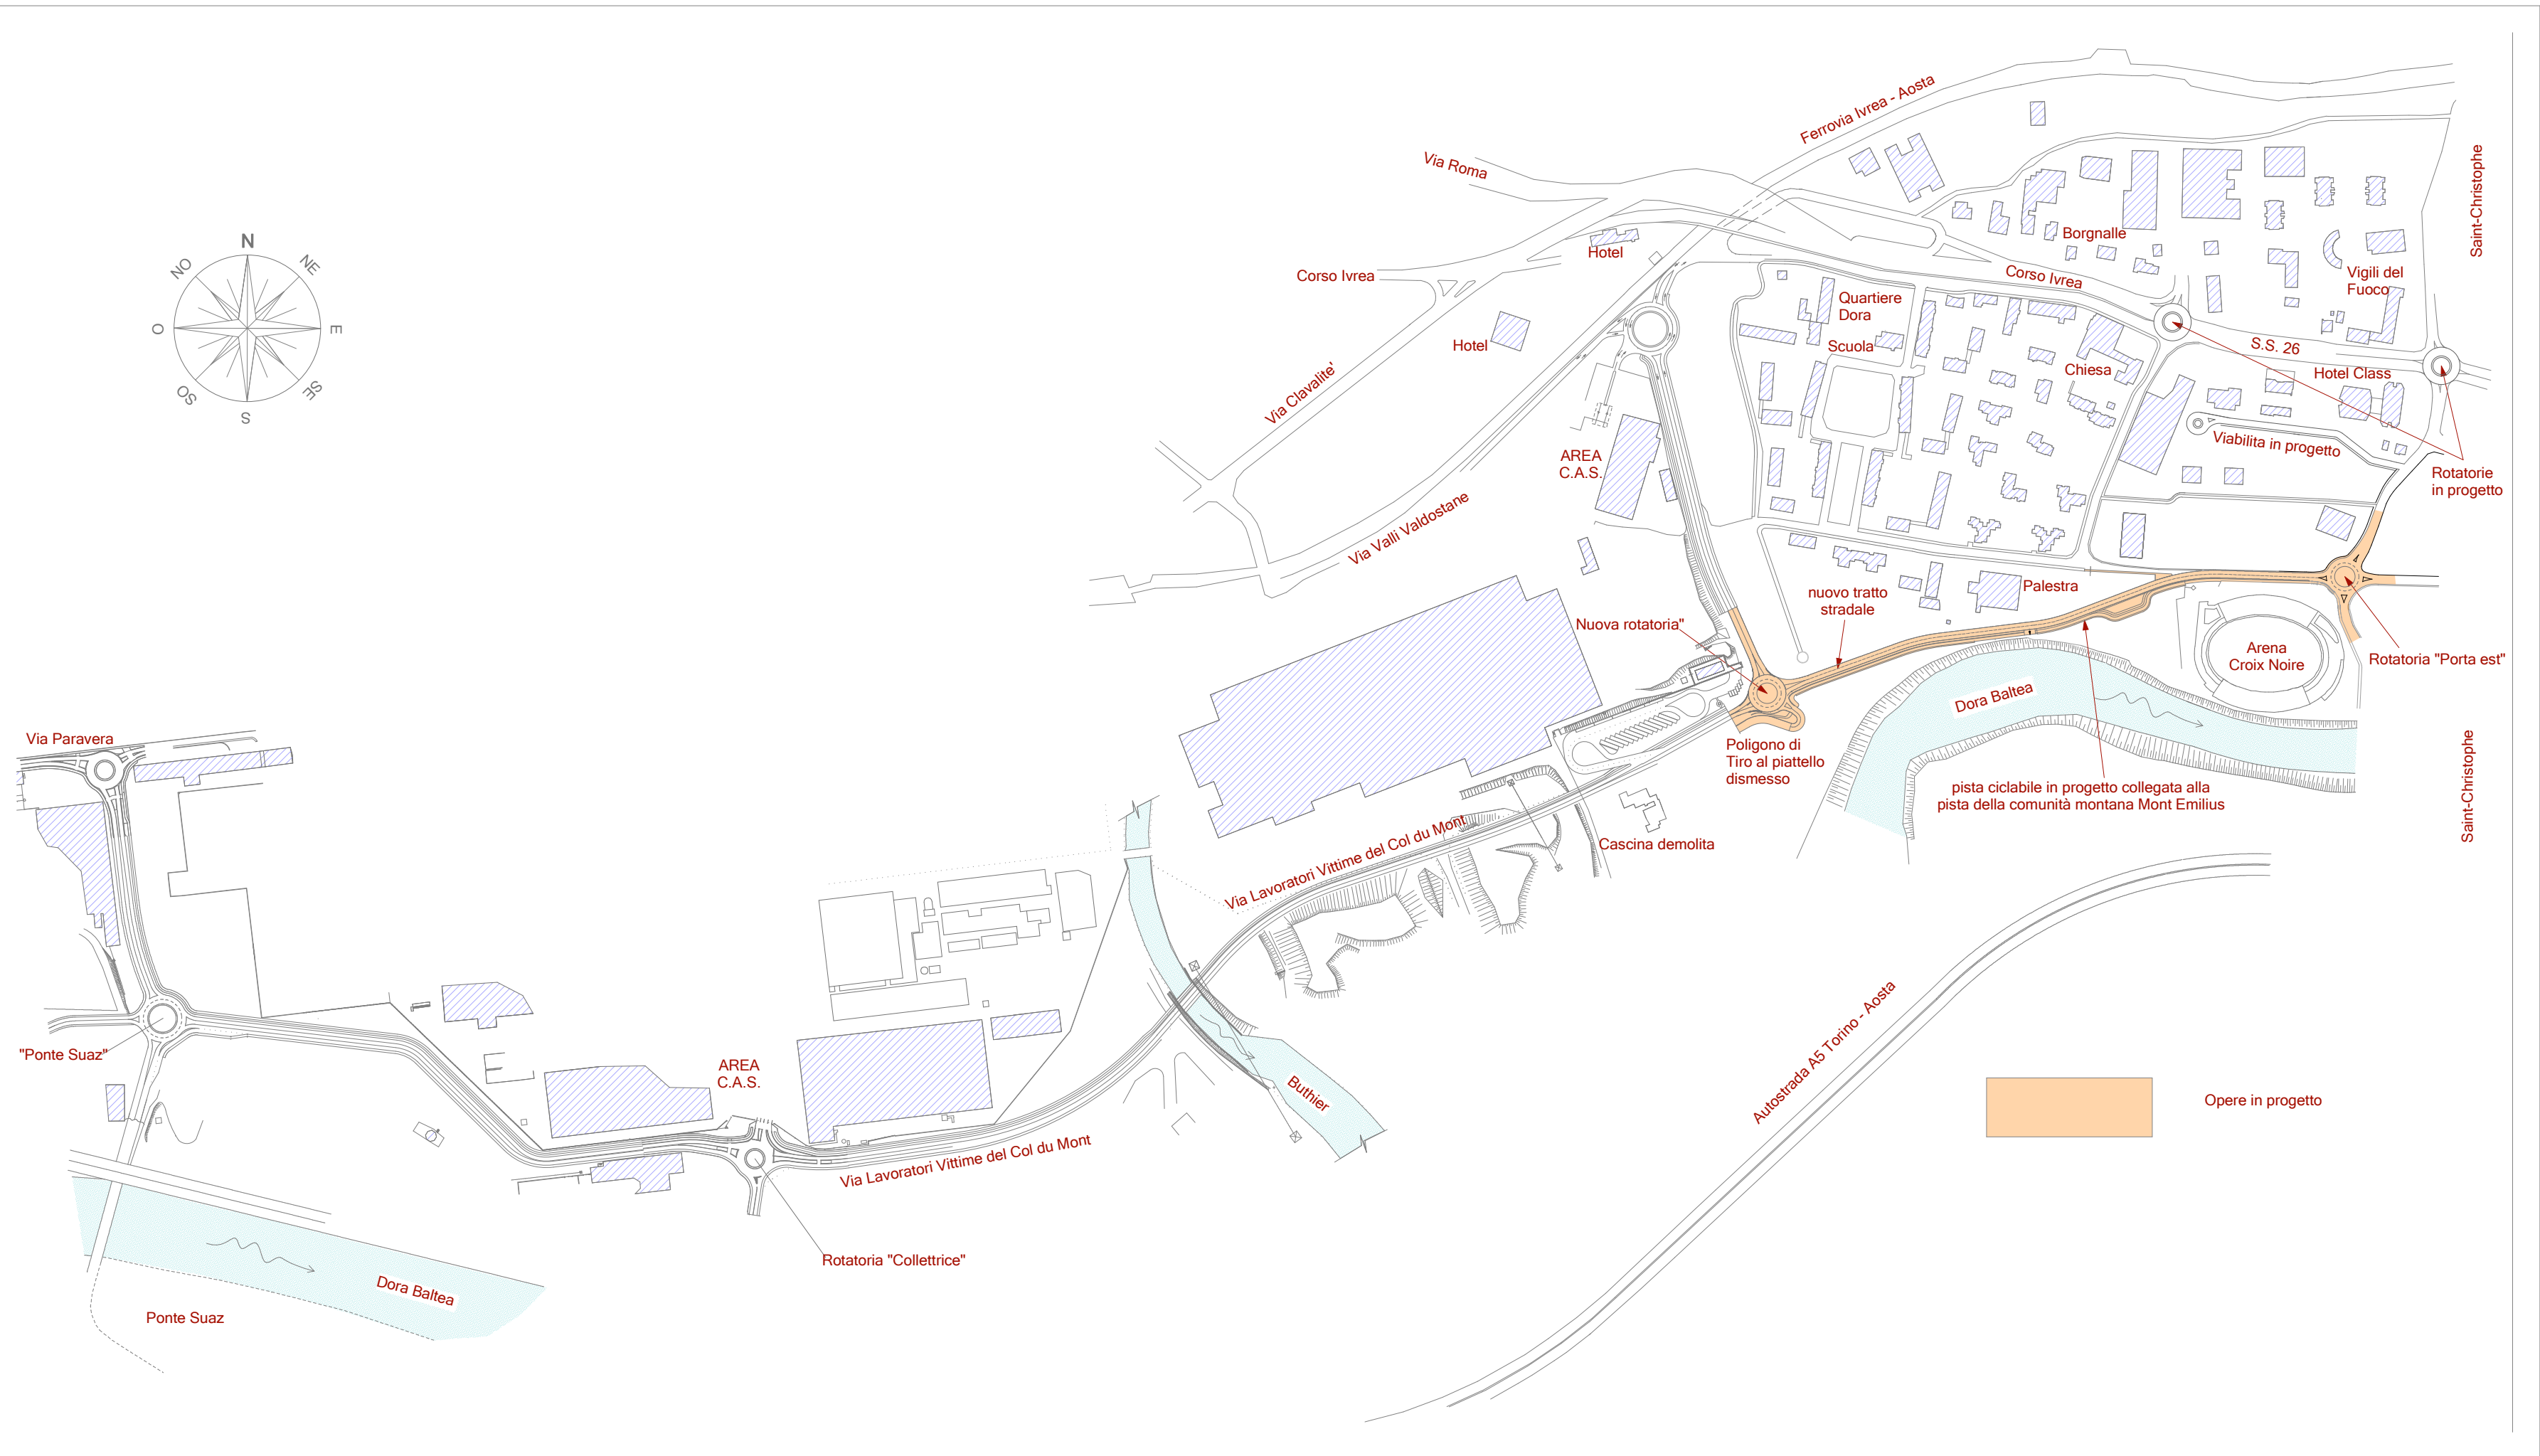 Ferrovia Ivrea - Aosta
Via Roma
Saint-Christophe
N
NO
NE
O
E
OS
SE
S
Hotel
Borgnalle
Corso Ivrea
Corso Ivrea
Vigili del
Fuoco
Quartiere
Dora
Hotel
Scuola
S.S. 26
Chiesa
Hotel Class
Via Clavalite'
Viabilita in progetto
AREA
C.A.S.
Rotatorie
in progetto
Via Valli Valdostane
nuovo tratto
stradale
Palestra
Nuova rotatoria"
Arena
Croix Noire
Rotatoria "Porta est"
Dora Baltea
Via Paravera
Poligono di
Tiro al piattello
dismesso
pista ciclabile in progetto collegata alla
pista della comunità montana Mont Emilius
Saint-Christophe
Via Lavoratori Vittime del Col du Mont
Cascina demolita
"Ponte Suaz"
AREA
C.A.S.
Autostrada A5 Torino - Aosta
Buthier
Opere in progetto
Via Lavoratori Vittime del Col du Mont
Rotatoria "Collettrice"
Dora Baltea
Ponte Suaz